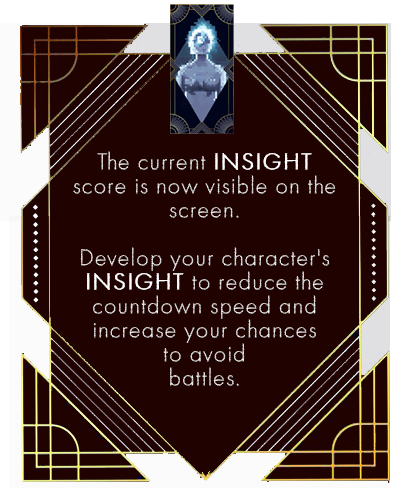 The current INSIGHT
score is now visible on the
screen.
Develop your character's
INSIGHT to reduce the
countdown speed and
increase your chances
to avoid
battles.